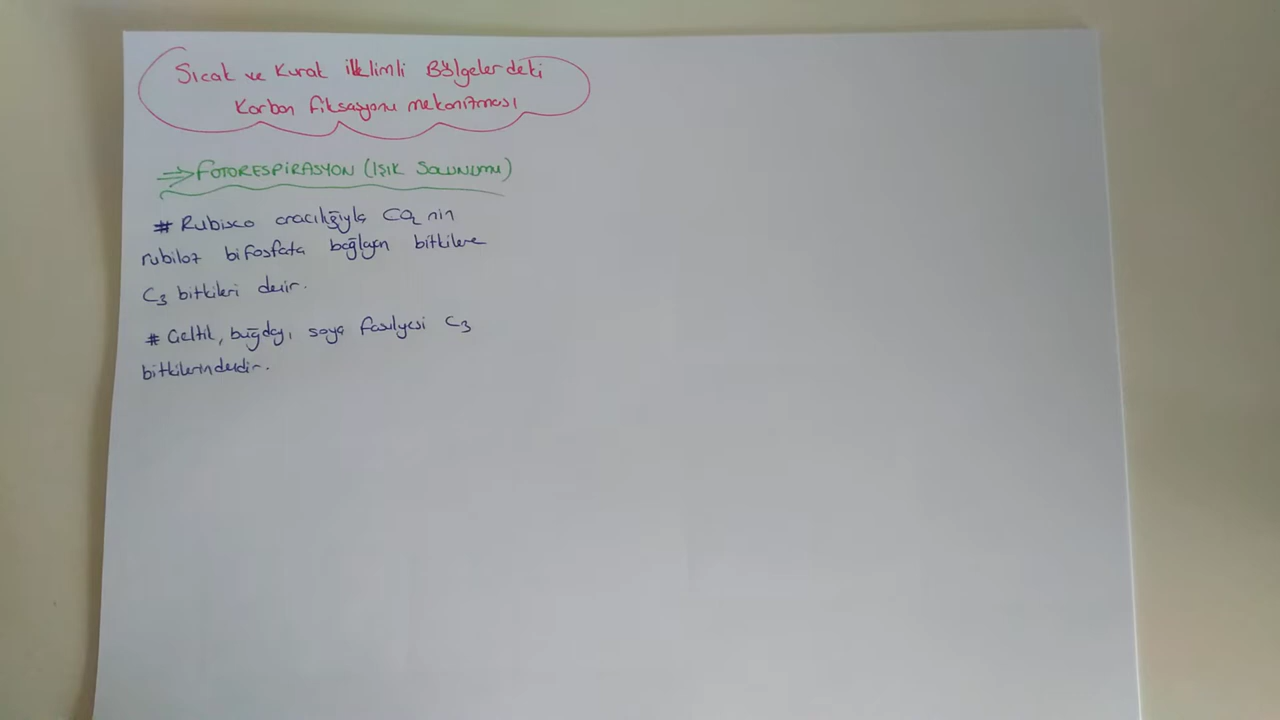 Sıcak ve Kurak iklimli Bölgelerdeki
Karbon fiksasyonu mekanizması
⇒ FOTORESPİRASYON (IŞIK SOLUNUMU)
# Rubisco aracılığıyla CO₂ nin
rubiloz bifosfata bağlayan bitkilere
C₃ bitkileri denir.
# Çeltik, buğday, soya fasulyesi C₃
bitkilerindendir.